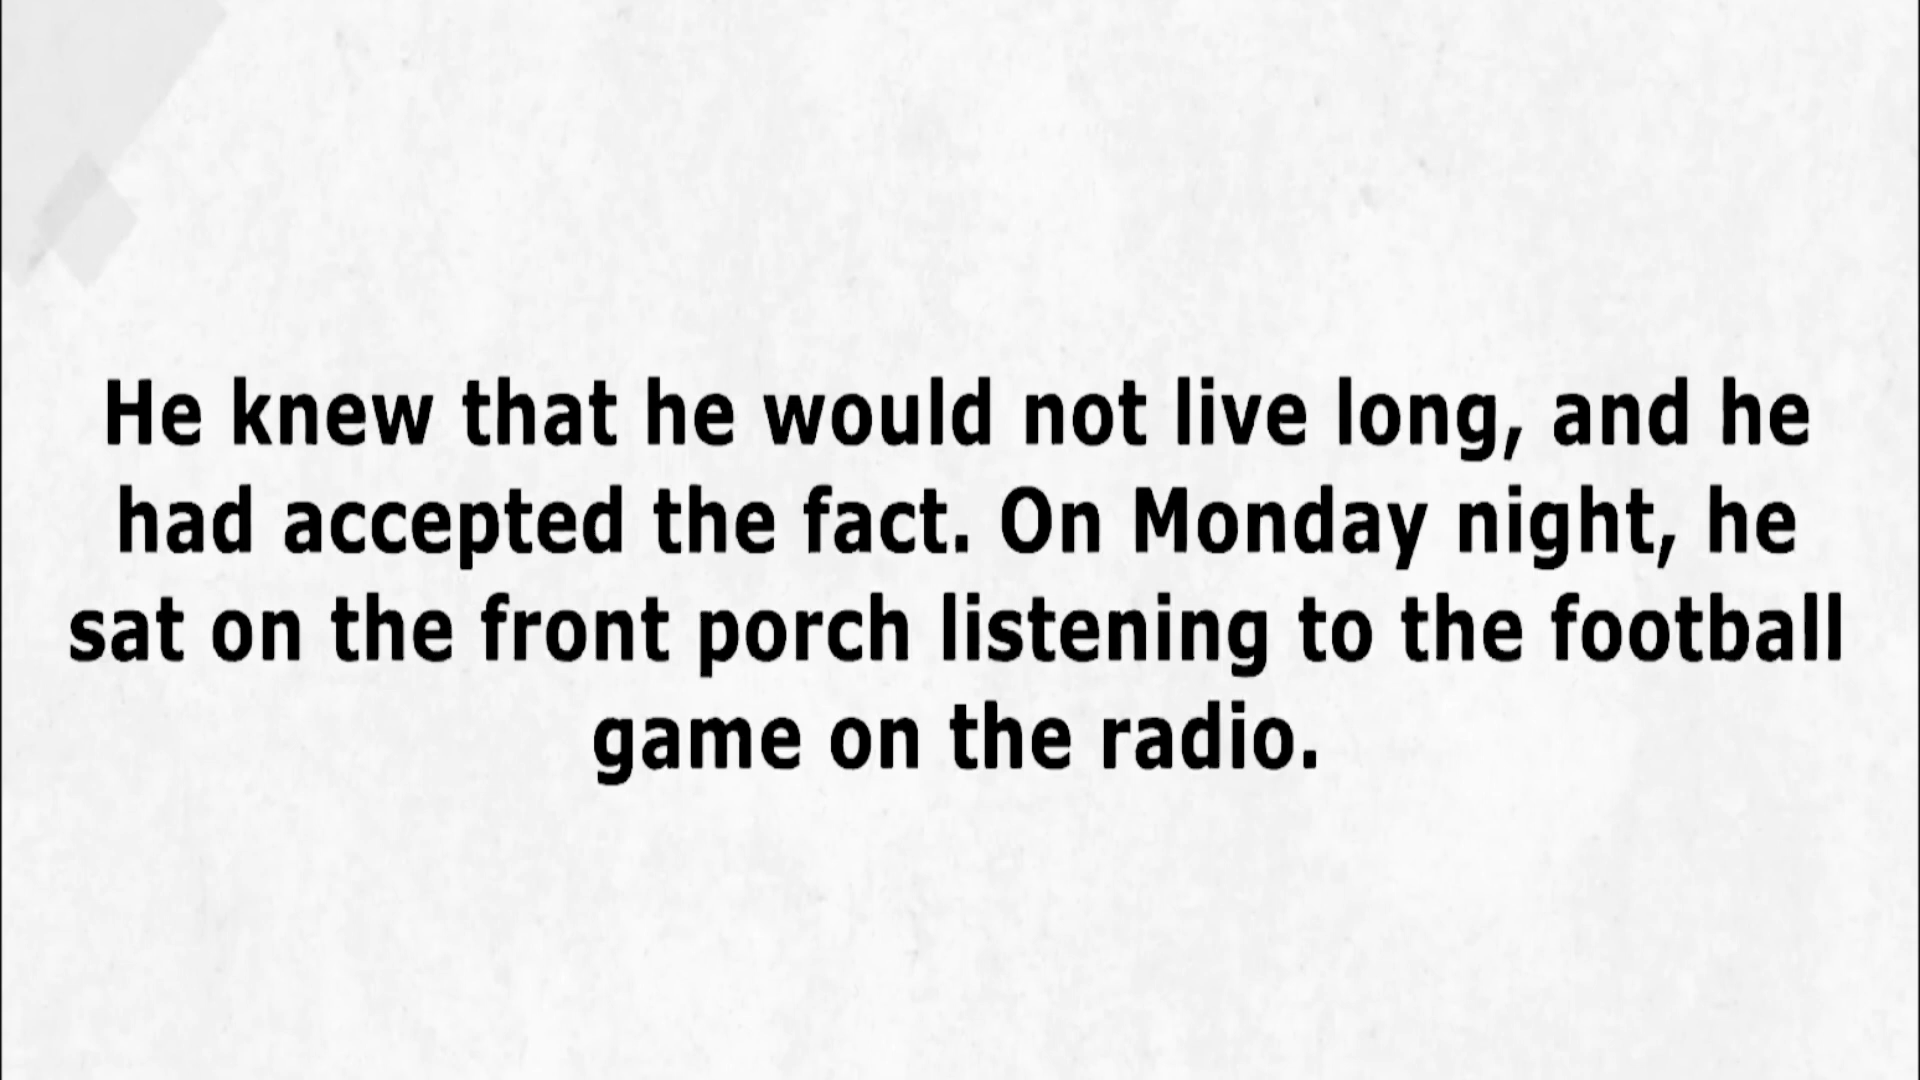 He knew that he would not live long, and he
had accepted the fact. On Monday night, he
sat on the front porch listening to the football
game on the radio.